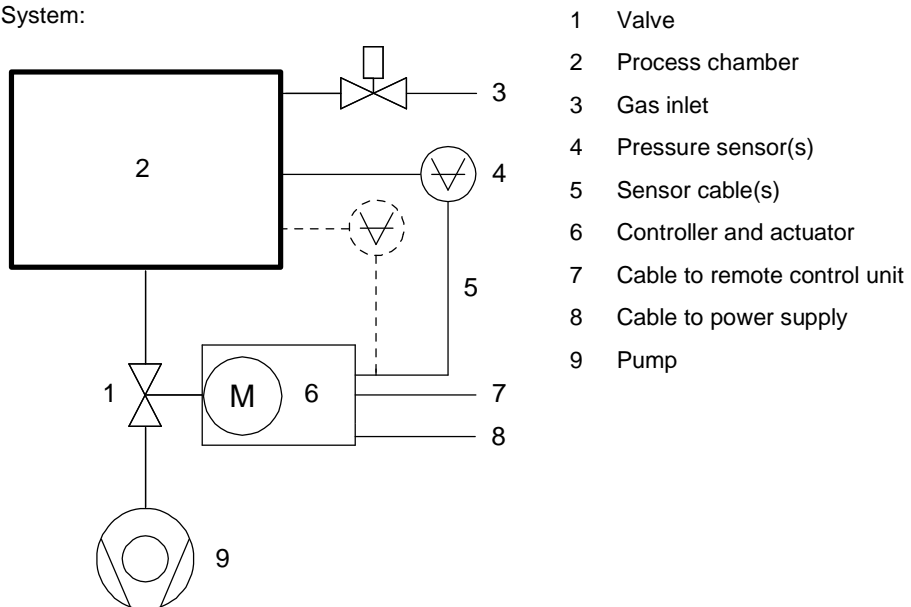 System:
1 Valve
2 Process chamber
3 Gas inlet
4 Pressure sensor(s)
5 Sensor cable(s)
6 Controller and actuator
7 Cable to remote control unit
8 Cable to power supply
9 Pump
3
2
4
5
1
M
6
7
8
9